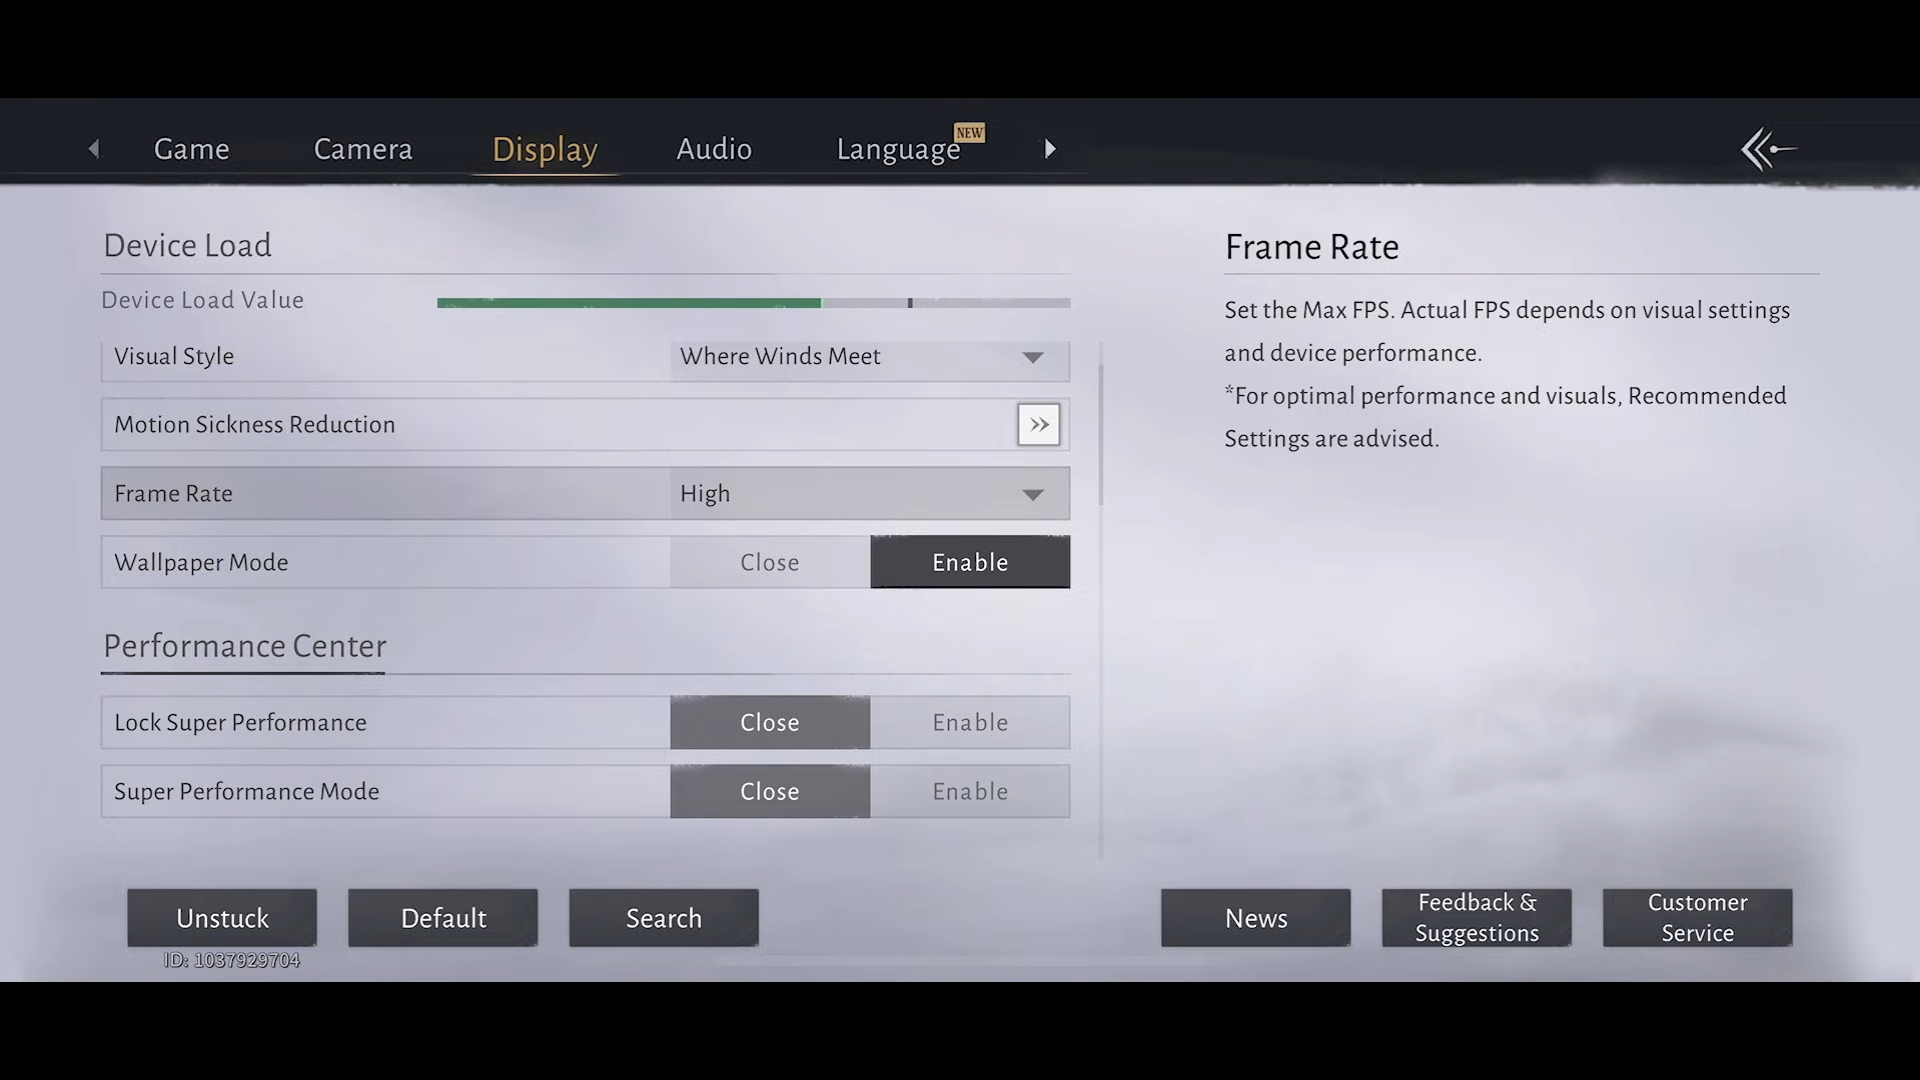 Game Camera Display Audio Language NEW
Device Load
Device Load Value
Visual Style Where Winds Meet
Motion Sickness Reduction
Frame Rate High
Wallpaper Mode Close Enable
Performance Center
Lock Super Performance Close Enable
Super Performance Mode Close Enable
Frame Rate
Set the Max FPS. Actual FPS depends on visual settings
and device performance.
*For optimal performance and visuals, Recommended
Settings are advised.
Unstuck Default Search News
Feedback &
Suggestions
Customer
Service
ID: 1037929704